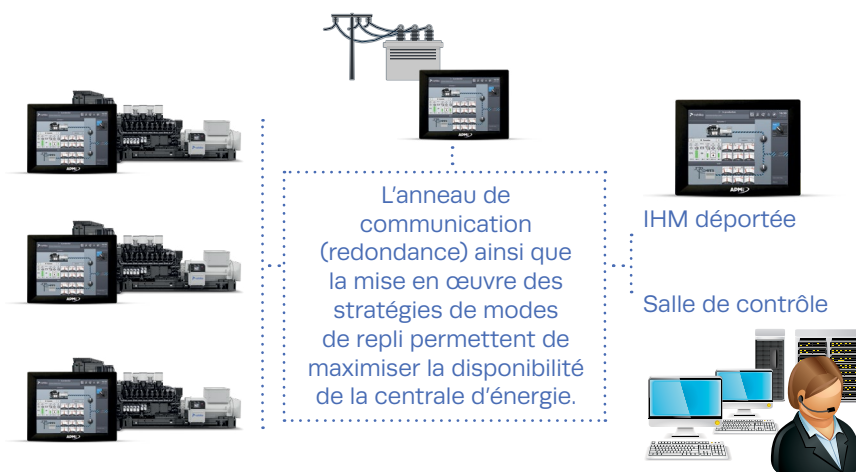 L'anneau de
communication
(redondance) ainsi que
la mise en œuvre des
stratégies de modes
de repli permettent de
maximiser la disponibilité
de la centrale d'énergie.
IHM déportée
Salle de contrôle